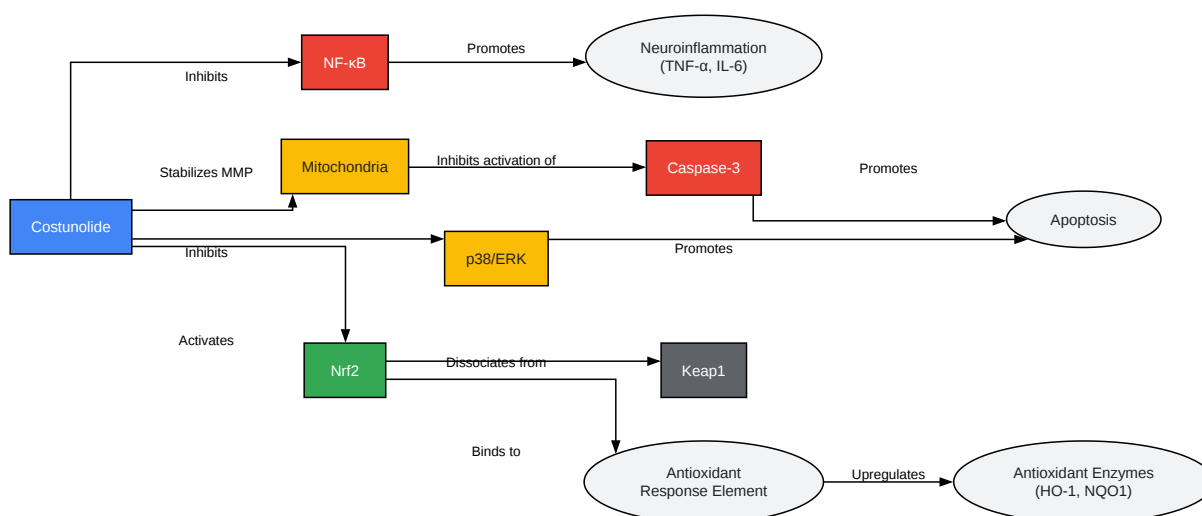 Promotes
Neuroinflammation
(TNF-α, IL-6)
NF-κB
Inhibits
Stabilizes MMP
Mitochondria
Inhibits activation of
Caspase-3
Promotes
Costunolide
Apoptosis
Inhibits
p38/ERK
Promotes
Activates
Nrf2
Dissociates from
Keap1
Binds to
Antioxidant
Response Element
Upregulates
Antioxidant Enzymes
(HO-1, NQO1)